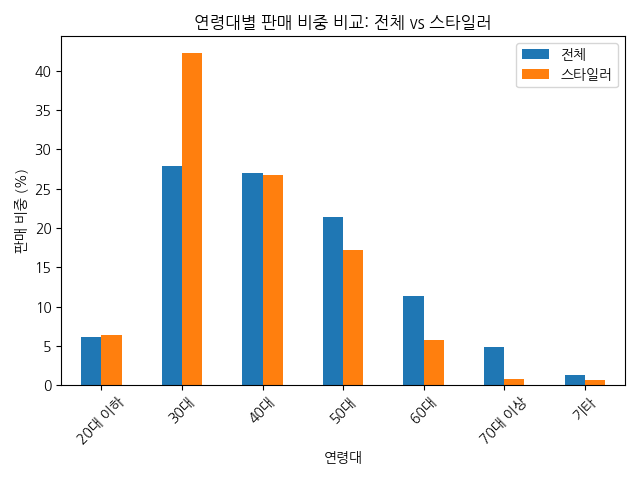 연령대별 판매 비중 비교: 전체 vs 스타일러
전체
스타일러
판매 비중 (%)
40
35
30
25
20
15
10
5
0
20대 이하
30대
40대
50대
60대
70대 이상
기타
연령대